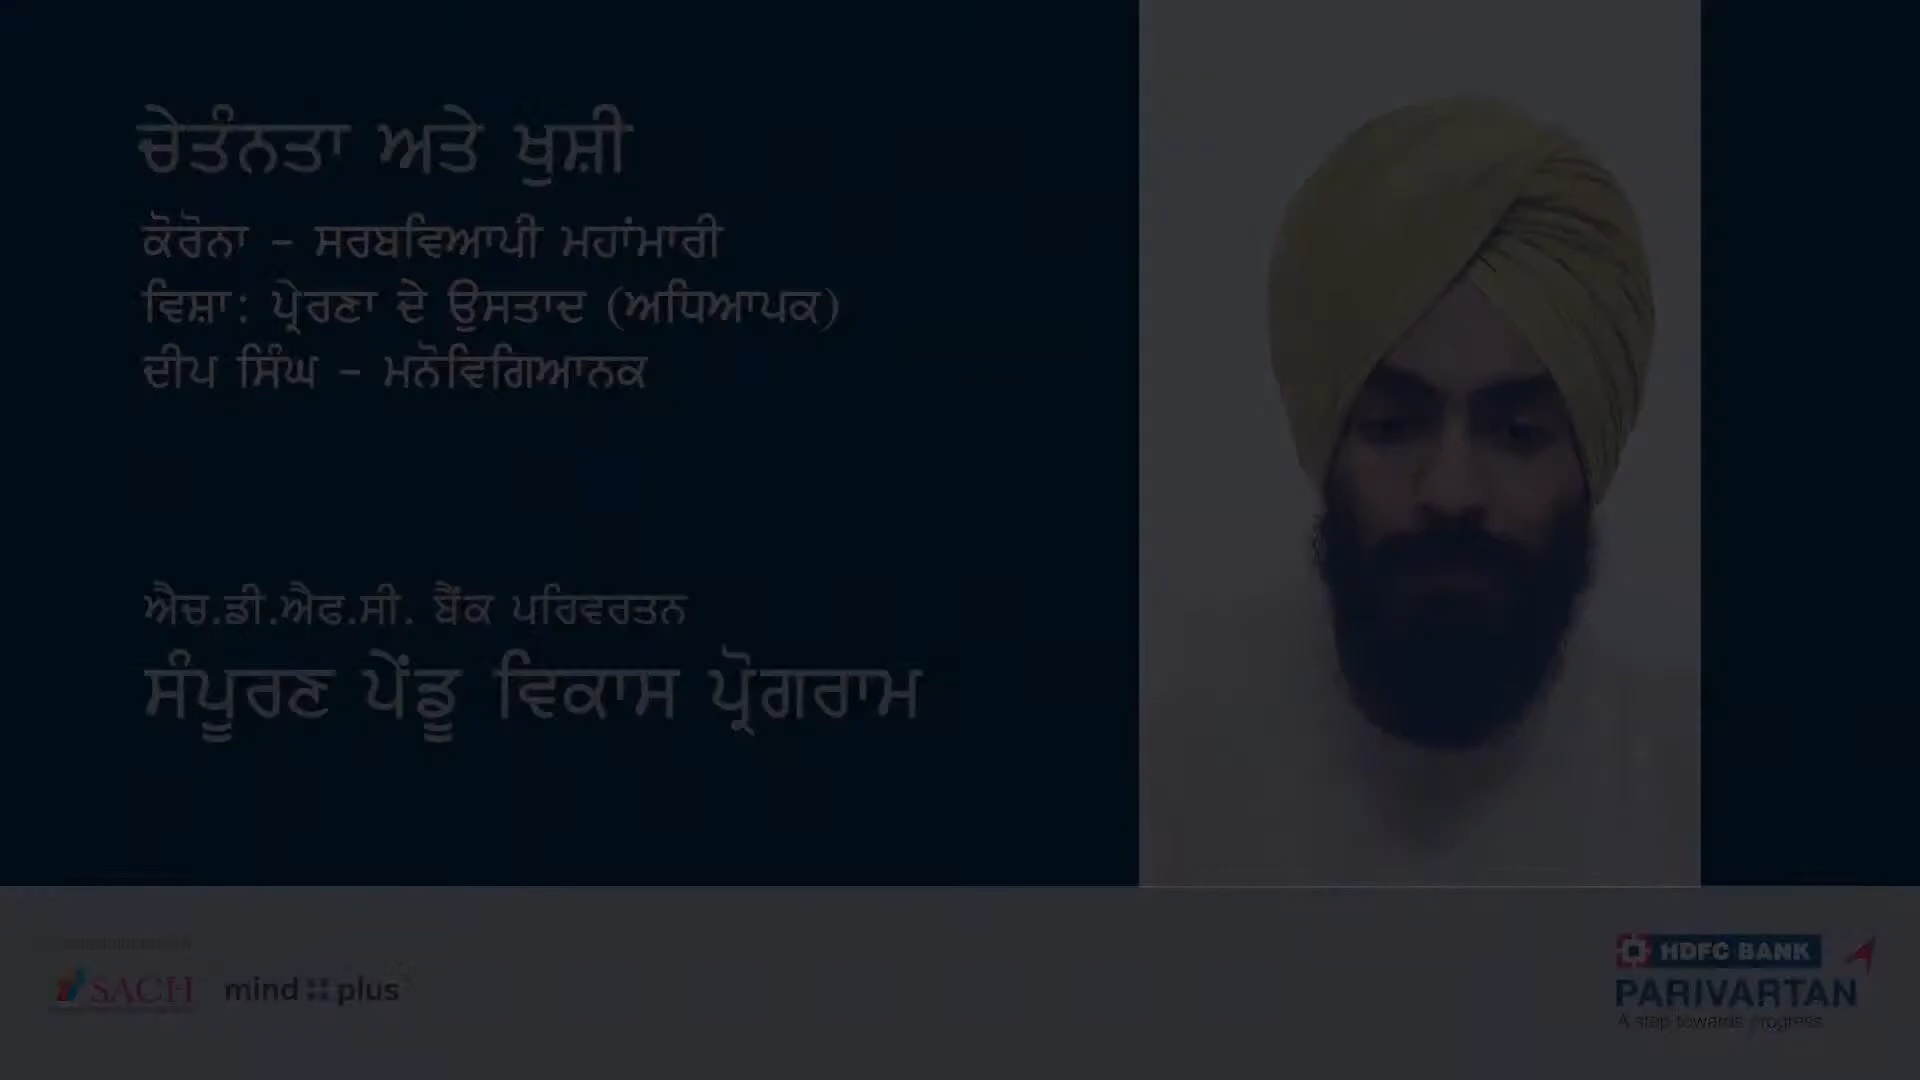 ਚੇਤੰਨਤਾ ਅਤੇ ਖੁਸ਼ੀ
ਕੋਰੋਨਾ - ਸਰਬਵਿਆਪੀ ਮਹਾਂਮਾਰੀ
ਵਿਸ਼ਾ: ਪ੍ਰੇਰਣਾ ਦੇ ਉਸਤਾਦ (ਅਧਿਆਪਕ)
ਦੀਪ ਸਿੰਘ - ਮਨੋਵਿਗਿਆਨਕ
ਐਚ.ਡੀ.ਐਫ.ਸੀ. ਬੈਂਕ ਪਰਿਵਰਤਨ
ਸੰਪੂਰਣ ਪੇਂਡੂ ਵਿਕਾਸ ਪ੍ਰੋਗਰਾਮ
SACH mind plus
HDFC BANK
PARIVARTAN
A step towards progress